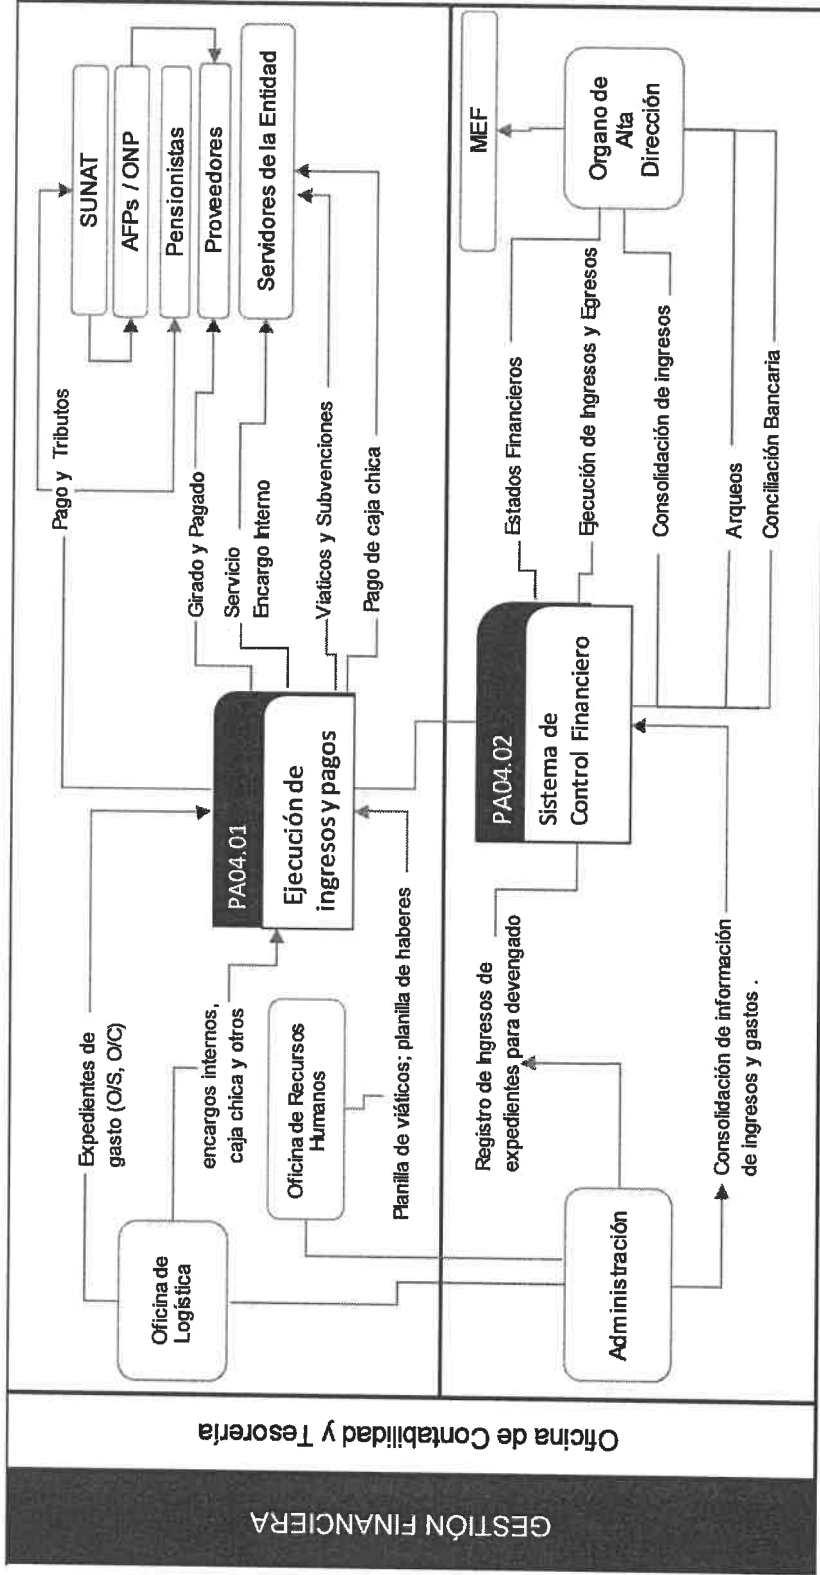 GESTIÓN FINANCIERA
Oficina de Contabilidad y Tesorería
Oficina de
Logística
Expedientes de
gasto (O/S, O/C)
encargos internos,
caja chica y otros
Oficina de Recursos
Humanos
Planilla de viáticos; planilla de haberes
PA04.01
Ejecución de
ingresos y pagos
Pago y Tributos
Girado y Pagado
Servicio
Encargo Interno
Viaticos y Subvenciones
Pago de caja chica
SUNAT
AFPs / ONP
Pensionistas
Proveedores
Servidores de la Entidad
Administración
Registro de Ingresos de
expedientes para devengado
Consolidación de información
de ingresos y gastos .
PA04.02
Sistema de
Control Financiero
Estados Financieros
Ejecución de Ingresos y Egresos
Consolidación de ingresos
Arqueos
Conciliación Bancaria
MEF
Organo de
Alta
Dirección